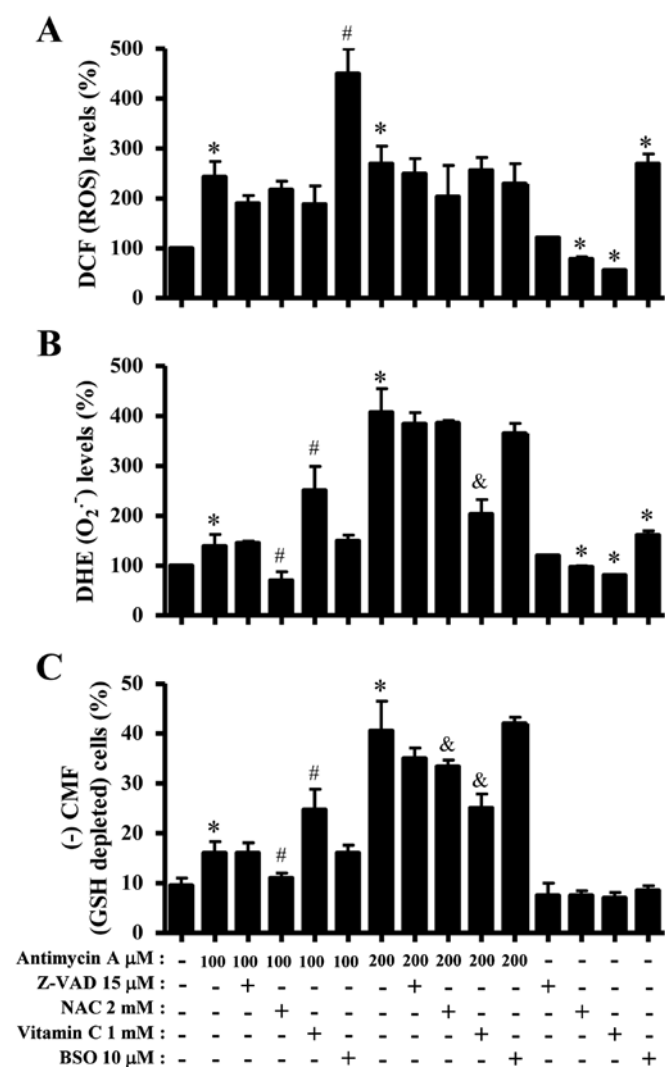 A
DCF (ROS) levels (%)
500
400
300
200
100
0
* # * * * *
B
DHE (O₂·⁻) levels (%)
500
400
300
200
100
0
* # # * & * * *
C
(-) CMF
(GSH depleted) cells (%)
50
40
30
20
10
0
* # # * & &
Antimycin A μM : - 100 100 100 100 100 200 200 200 200 200 - - - -
Z-VAD 15 μM : - - + - - - - + - - - + - - -
NAC 2 mM : - - - + - - - - + - - - + - -
Vitamin C 1 mM : - - - - + - - - - + - - - + -
BSO 10 μM : - - - - - + - - - - + - - - +